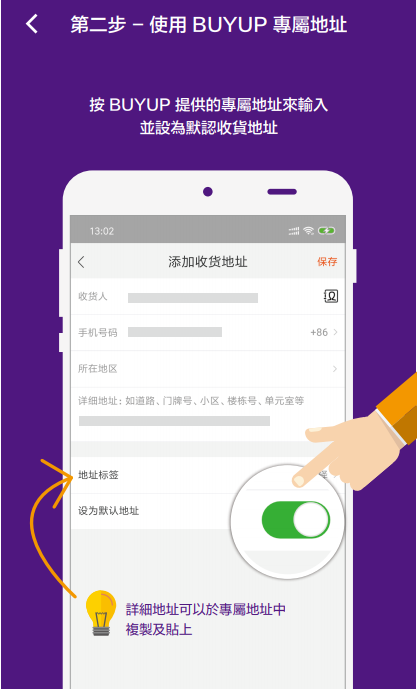 第二步 – 使用 BUYUP 專屬地址
按 BUYUP 提供的專屬地址來輸入
並設為默認收貨地址
13:02
添加收货地址
保存
收货人
手机号码
+86
所在地区
详细地址：如道路、门牌号、小区、楼栋号、单元室等
地址标签
设为默认地址
詳細地址可以於專屬地址中
複製及貼上